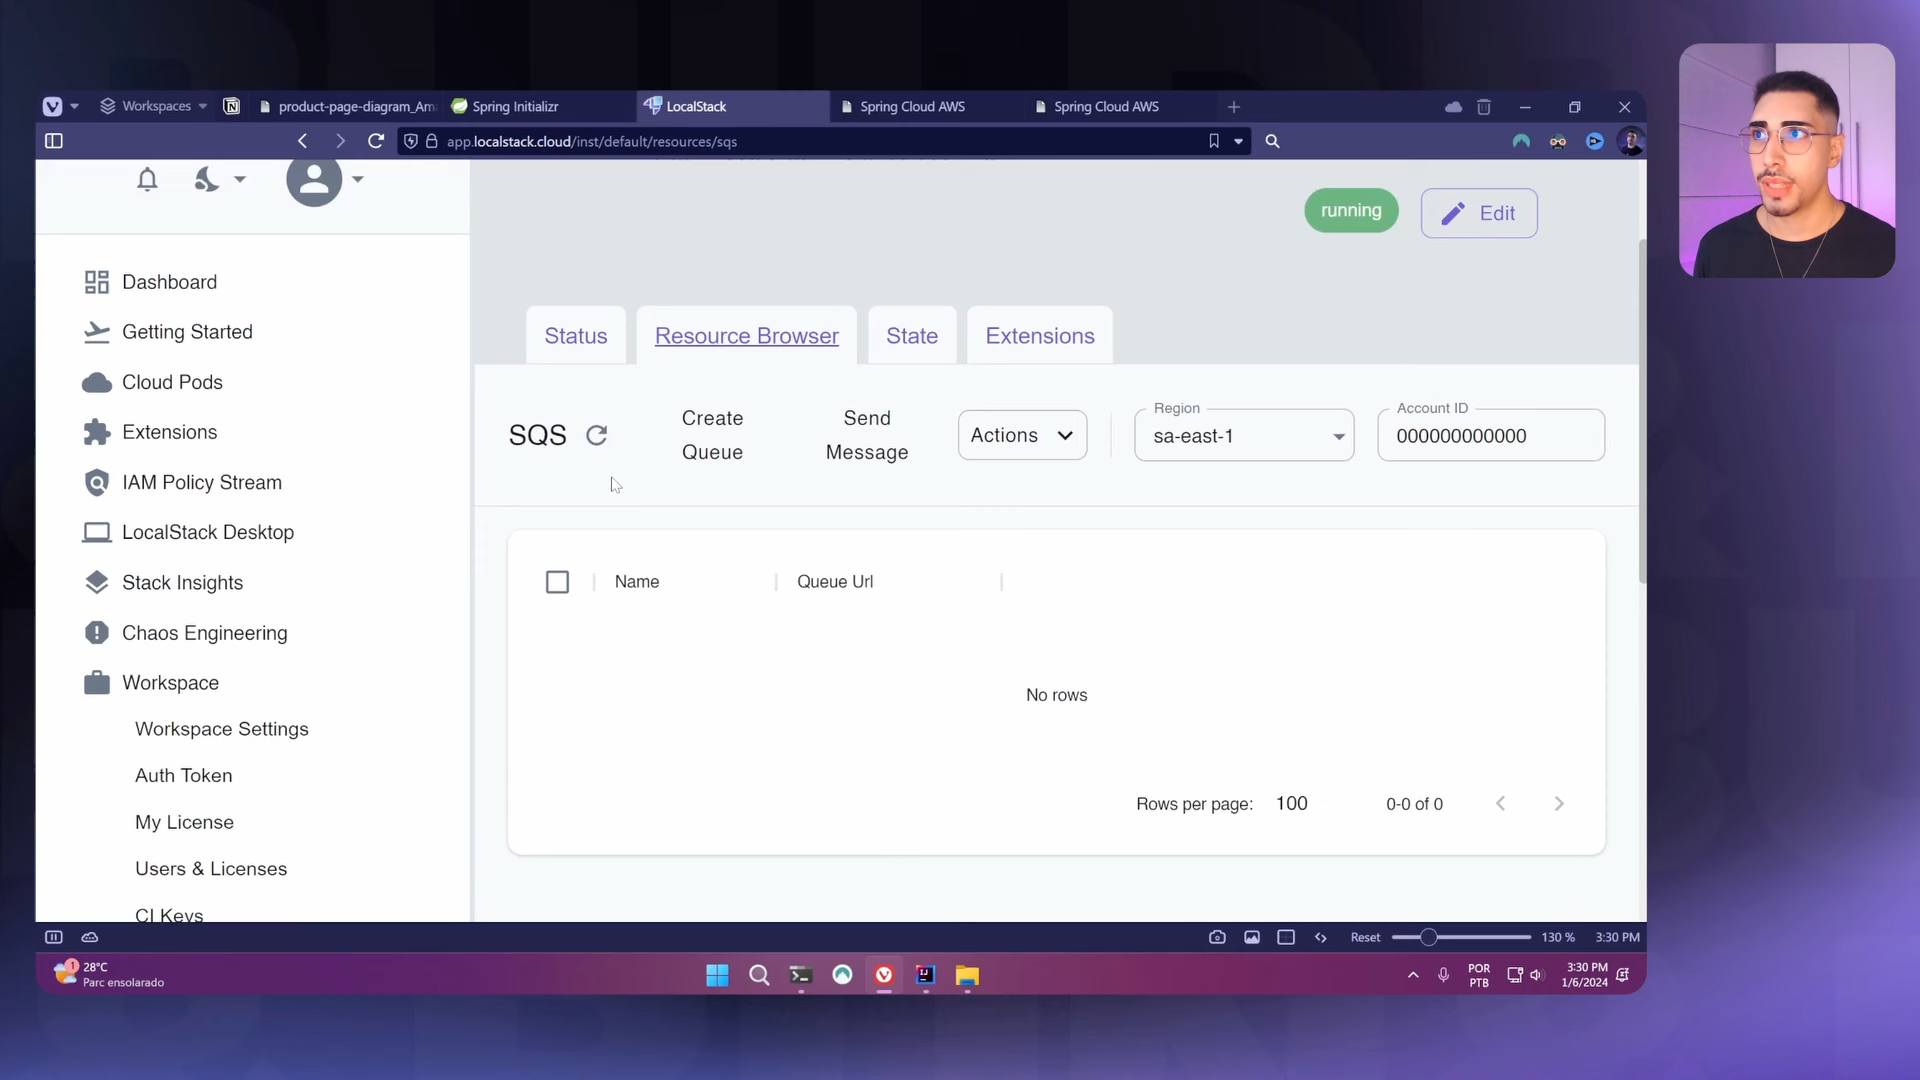 Workspaces
product-page-diagram_Am
Spring Initializr
LocalStack
Spring Cloud AWS
Spring Cloud AWS
app.localstack.cloud/inst/default/resources/sqs
running
Edit
Dashboard
Getting Started
Cloud Pods
Extensions
IAM Policy Stream
LocalStack Desktop
Stack Insights
Chaos Engineering
Workspace
Workspace Settings
Auth Token
My License
Users & Licenses
CI Keys
Status
Resource Browser
State
Extensions
SQS
Create
Queue
Send
Message
Actions
Region
sa-east-1
Account ID
000000000000
Name
Queue Url
No rows
Rows per page:
100
0-0 of 0
Reset
130 %
3:30 PM
1
28°C
Parc ensolarado
POR
PTB
3:30 PM
1/6/2024